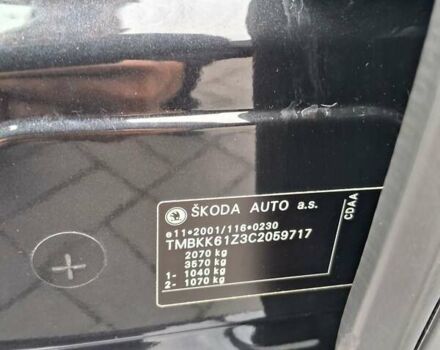 ŠKODA AUTO a.s.
e11*2001/116*0230
TMBKK61Z3C2059717
2070 kg
3570 kg
1- 1040 kg
2- 1070 kg
CDAA